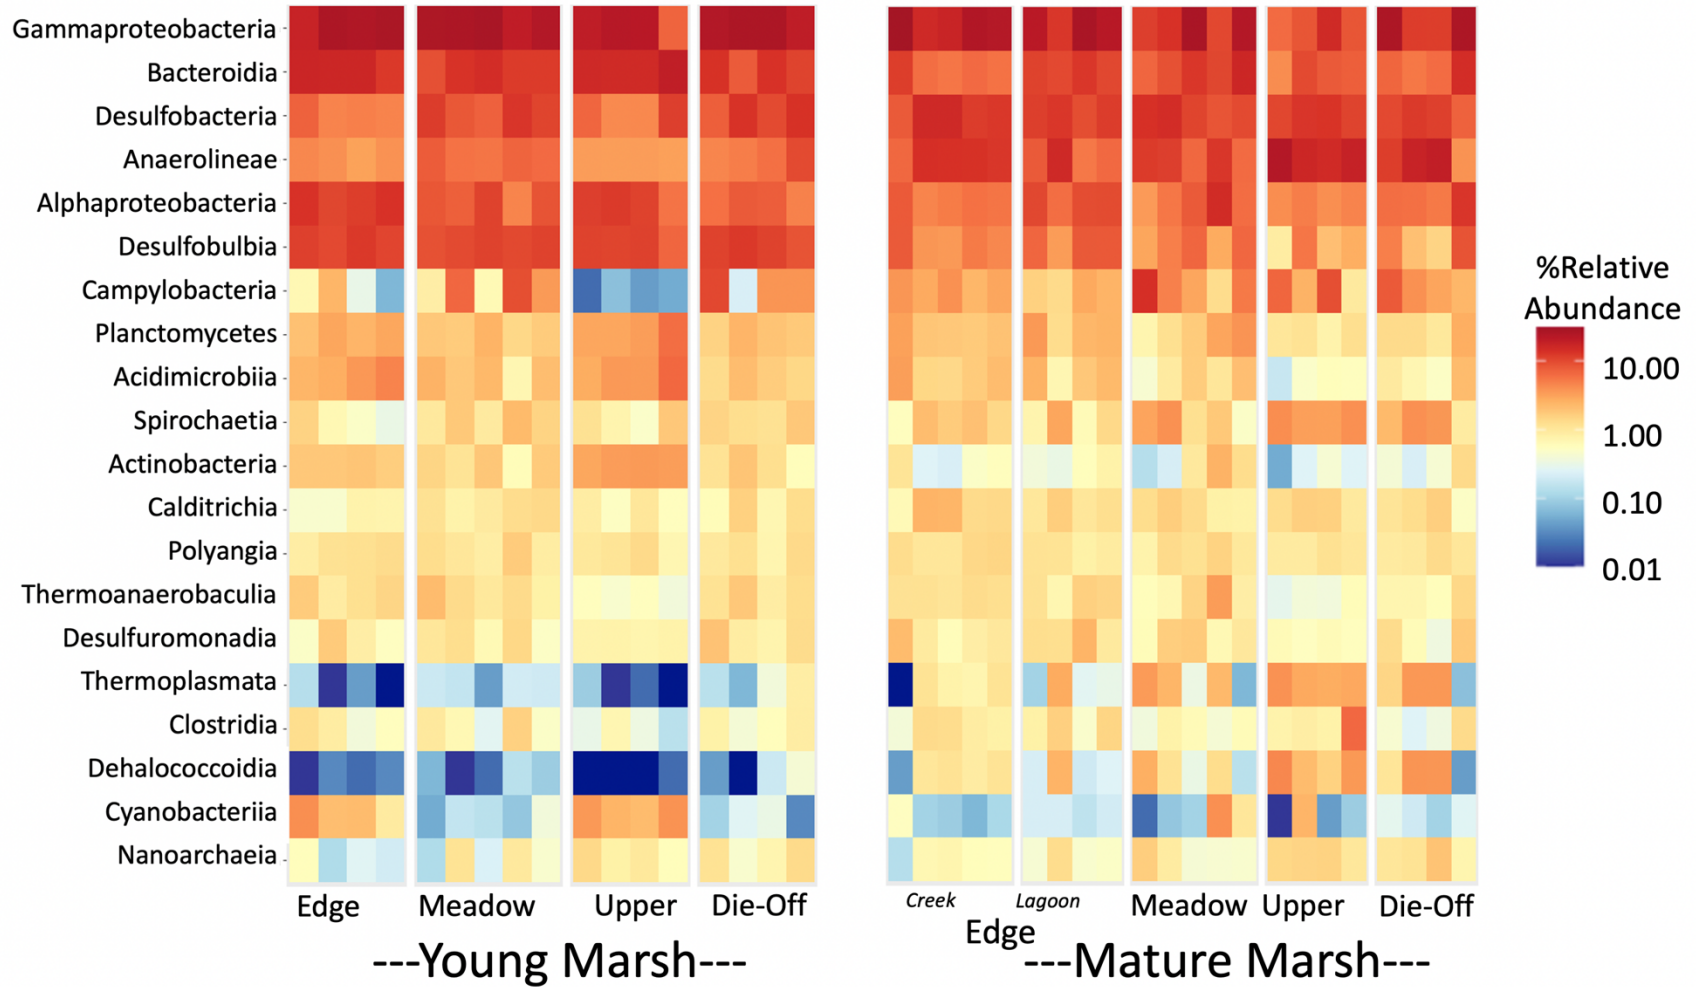 Gammaproteobacteria
Bacteroidia
Desulfobacteria
Anaerolineae
Alphaproteobacteria
Desulfobulbia
Campylobacteria
Planctomycetes
Acidimicrobiia
Spirochaetia
Actinobacteria
Calditrichia
Polyangia
Thermoanaerobaculia
Desulfuromonadia
Thermoplasmata
Clostridia
Dehalococcoidia
Cyanobacteriia
Nanoarchaeia
Edge Meadow Upper Die-Off
Creek Lagoon Meadow Upper Die-Off
Edge
---Young Marsh---
---Mature Marsh---
%Relative
Abundance
10.00
1.00
0.10
0.01